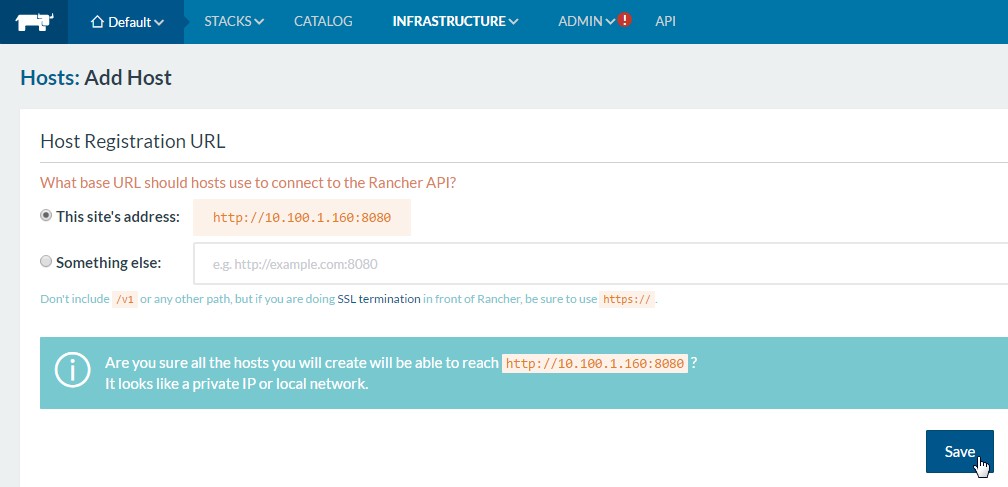 Default STACKS CATALOG INFRASTRUCTURE ADMIN ! API
Hosts: Add Host
Host Registration URL
What base URL should hosts use to connect to the Rancher API?
This site's address: http://10.100.1.160:8080
Something else: e.g. http://example.com:8080
Don't include /v1 or any other path, but if you are doing SSL termination in front of Rancher, be sure to use https:// .
Are you sure all the hosts you will create will be able to reach http://10.100.1.160:8080 ?
It looks like a private IP or local network.
Save